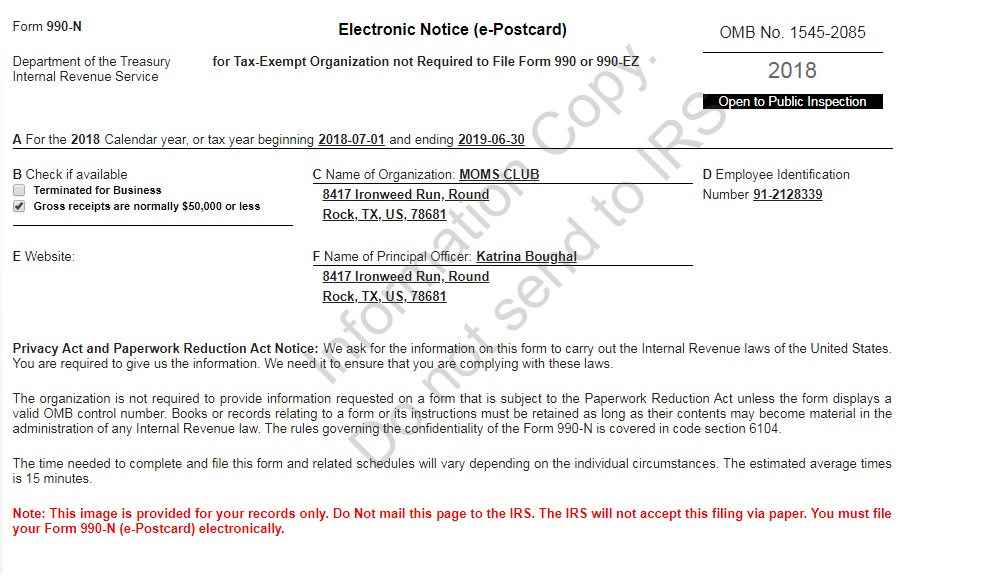 Form 990-N
Department of the Treasury
Internal Revenue Service
Electronic Notice (e-Postcard)
for Tax-Exempt Organization not Required to File Form 990 or 990-EZ
OMB No. 1545-2085
2018
Open to Public Inspection
A For the 2018 Calendar year, or tax year beginning 2018-07-01 and ending 2019-06-30
B Check if available
Terminated for Business
Gross receipts are normally $50,000 or less
C Name of Organization: MOMS CLUB
8417 Ironweed Run, Round
Rock, TX, US, 78681
D Employee Identification
Number 91-2128339
E Website:
F Name of Principal Officer: Katrina Boughal
8417 Ironweed Run, Round
Rock, TX, US, 78681
Privacy Act and Paperwork Reduction Act Notice: We ask for the information on this form to carry out the Internal Revenue laws of the United States.
You are required to give us the information. We need it to ensure that you are complying with these laws.
The organization is not required to provide information requested on a form that is subject to the Paperwork Reduction Act unless the form displays a
valid OMB control number. Books or records relating to a form or its instructions must be retained as long as their contents may become material in the
administration of any Internal Revenue law. The rules governing the confidentiality of the Form 990-N is covered in code section 6104.
The time needed to complete and file this form and related schedules will vary depending on the individual circumstances. The estimated average times
is 15 minutes.
Note: This image is provided for your records only. Do Not mail this page to the IRS. The IRS will not accept this filing via paper. You must file
your Form 990-N (e-Postcard) electronically.
Information Copy.
Do not send to IRS.